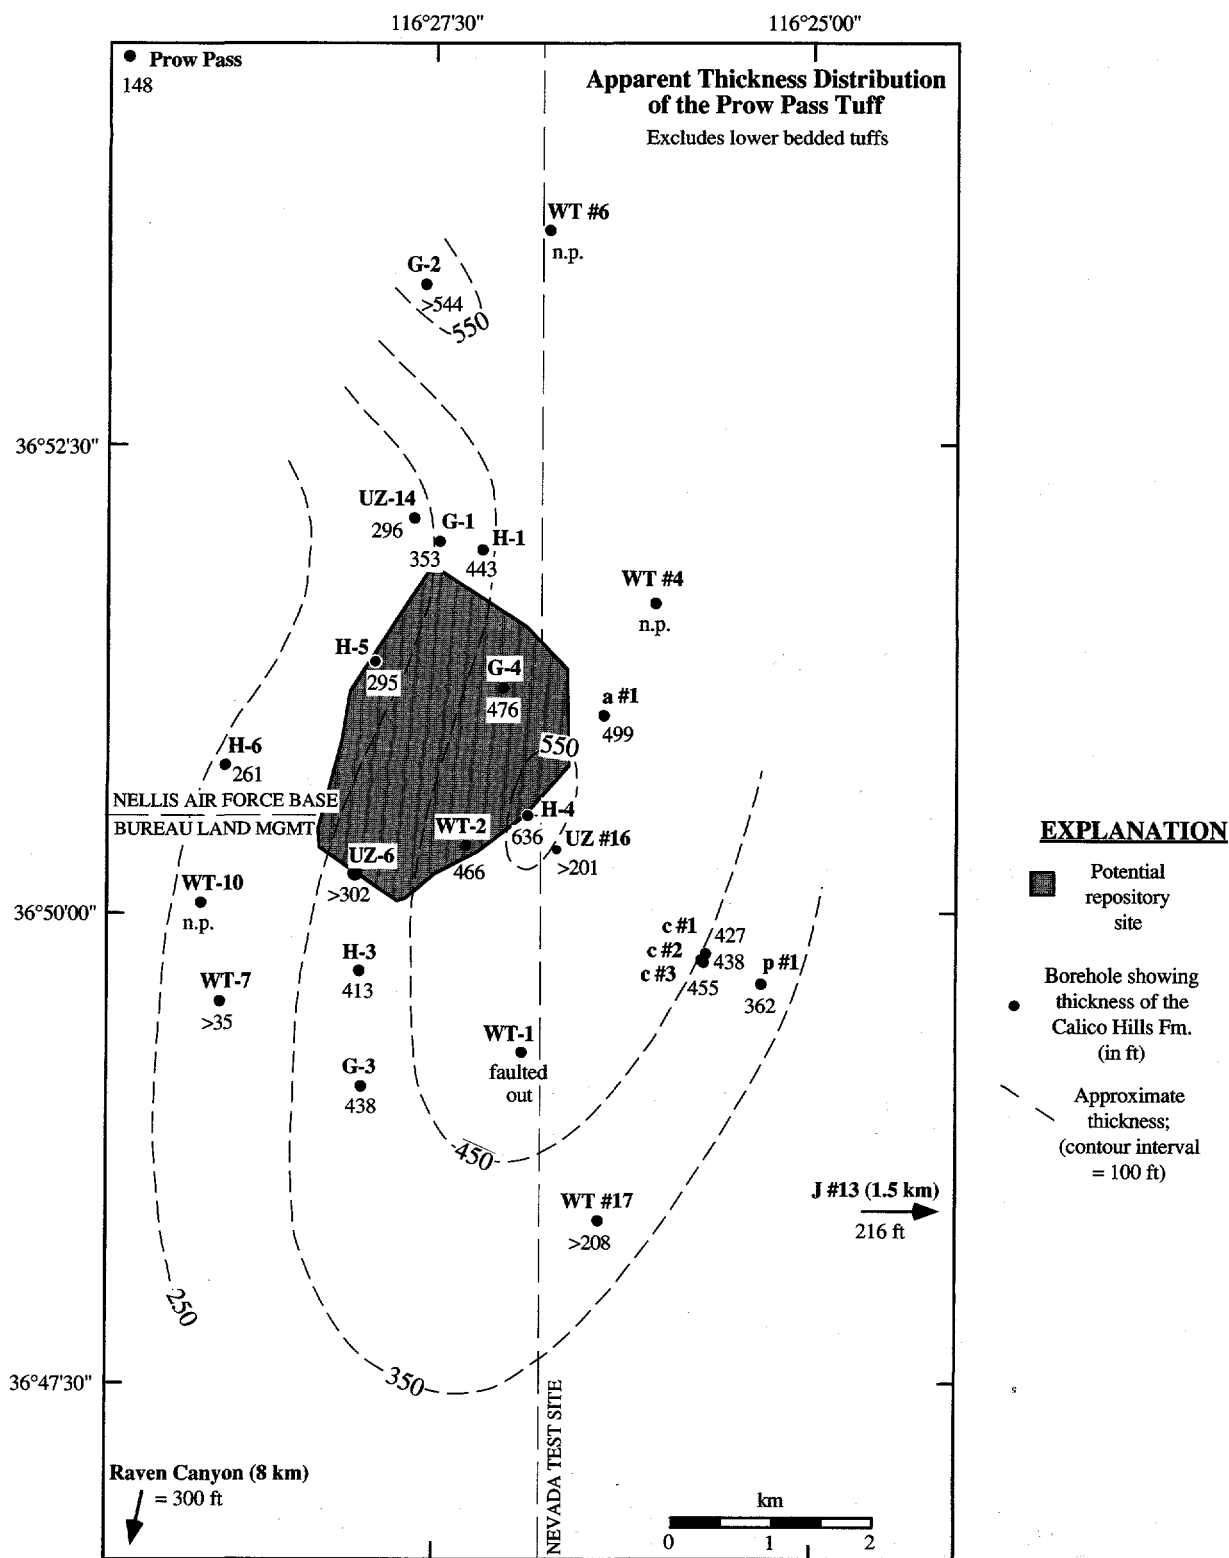 116°27'30"
116°25'00"
Prow Pass
148
Apparent Thickness Distribution
of the Prow Pass Tuff
Excludes lower bedded tuffs
WT #6
n.p.
G-2
>544
550
36°52'30"
UZ-14
296
G-1
353
H-1
443
WT #4
n.p.
H-5
295
G-4
476
a #1
499
550
H-6
261
NELLIS AIR FORCE BASE
BUREAU LAND MGMT
H-4
636
WT-2
466
UZ #16
>201
UZ-6
>302
WT-10
n.p.
36°50'00"
c #1
427
c #2
438
c #3
455
p #1
362
H-3
413
WT-7
>35
WT-1
faulted
out
G-3
438
450
J #13 (1.5 km)
216 ft
WT #17
>208
250
350
36°47'30"
NEVADA TEST SITE
Raven Canyon (8 km)
= 300 ft
km
0 1 2
EXPLANATION
Potential
repository
site
Borehole showing
thickness of the
Calico Hills Fm.
(in ft)
Approximate
thickness;
(contour interval
= 100 ft)
s